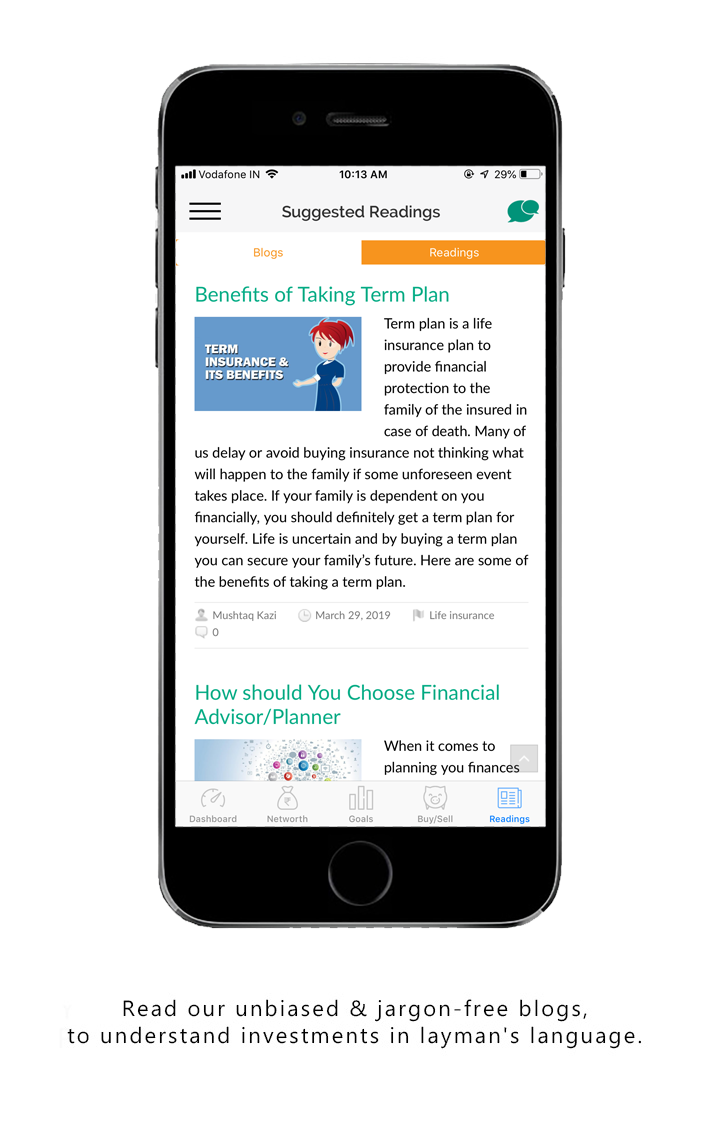 Vodafone IN 10:13 AM 29%
Suggested Readings
Blogs Readings
Benefits of Taking Term Plan
TERM
INSURANCE &
ITS BENEFITS
Term plan is a life
insurance plan to
provide financial
protection to the
family of the insured in
case of death. Many of
us delay or avoid buying insurance not thinking what
will happen to the family if some unforeseen event
takes place. If your family is dependent on you
financially, you should definitely get a term plan for
yourself. Life is uncertain and by buying a term plan
you can secure your family's future. Here are some of
the benefits of taking a term plan.
Mushtaq Kazi March 29, 2019 Life insurance
0
How should You Choose Financial
Advisor/Planner
When it comes to
planning you finances
Dashboard Networth Goals Buy/Sell Readings
Read our unbiased & jargon-free blogs,
to understand investments in layman's language.